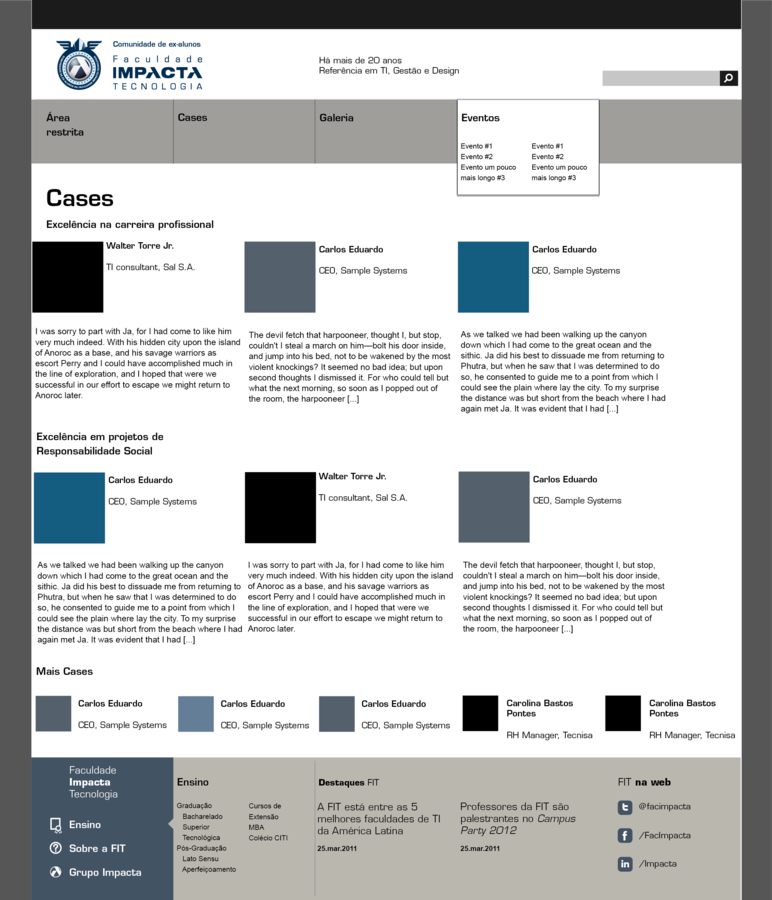 Comunidade de ex-alunos
Faculdade
IMPACTA
TECNOLOGIA
Há mais de 20 anos
Referência em TI, Gestão e Design
Área
restrita
Cases
Galeria
Eventos
Evento #1
Evento #2
Evento um pouco
mais longo #3
Evento #1
Evento #2
Evento um pouco
mais longo #3
Cases
Excelência na carreira profissional
Walter Torre Jr.
TI consultant, Sal S.A.
I was sorry to part with Ja, for I had come to like him
very much indeed. With his hidden city upon the island
of Anoroc as a base, and his savage warriors as
escort Perry and I could have accomplished much in
the line of exploration, and I hoped that were we
successful in our effort to escape we might return to
Anoroc later.
Carlos Eduardo
CEO, Sample Systems
The devil fetch that harpooneer, thought I, but stop,
couldn't I steal a march on him—bolt his door inside,
and jump into his bed, not to be wakened by the most
violent knockings? It seemed no bad idea; but upon
second thoughts I dismissed it. For who could tell but
what the next morning, so soon as I popped out of
the room, the harpooneer [...]
Carlos Eduardo
CEO, Sample Systems
As we talked we had been walking up the canyon
down which I had come to the great ocean and the
sithic. Ja did his best to dissuade me from returning to
Phutra, but when he saw that I was determined to do
so, he consented to guide me to a point from which I
could see the plain where lay the city. To my surprise
the distance was but short from the beach where I had
again met Ja. It was evident that I had [...]
Excelência em projetos de
Responsabilidade Social
Carlos Eduardo
CEO, Sample Systems
As we talked we had been walking up the canyon
down which I had come to the great ocean and the
sithic. Ja did his best to dissuade me from returning to
Phutra, but when he saw that I was determined to do
so, he consented to guide me to a point from which I
could see the plain where lay the city. To my surprise
the distance was but short from the beach where I had
again met Ja. It was evident that I had [...]
Walter Torre Jr.
TI consultant, Sal S.A.
I was sorry to part with Ja, for I had come to like him
very much indeed. With his hidden city upon the island
of Anoroc as a base, and his savage warriors as
escort Perry and I could have accomplished much in
the line of exploration, and I hoped that were we
successful in our effort to escape we might return to
Anoroc later.
Carlos Eduardo
CEO, Sample Systems
The devil fetch that harpooneer, thought I, but stop,
couldn't I steal a march on him—bolt his door inside,
and jump into his bed, not to be wakened by the most
violent knockings? It seemed no bad idea; but upon
second thoughts I dismissed it. For who could tell but
what the next morning, so soon as I popped out of
the room, the harpooneer [...]
Mais Cases
Carlos Eduardo
CEO, Sample Systems
Carlos Eduardo
CEO, Sample Systems
Carlos Eduardo
CEO, Sample Systems
Carolina Bastos
Pontes
RH Manager, Tecnisa
Carolina Bastos
Pontes
RH Manager, Tecnisa
Faculdade
Impacta
Tecnologia
Ensino
Sobre a FIT
Grupo Impacta
Ensino
Graduação
Bacharelado
Superior
Tecnológica
Pós-Graduação
Lato Sensu
Aperfeiçoamento
Cursos de
Extensão
MBA
Colécio CITI
Destaques FIT
A FIT está entre as 5
melhores faculdades de TI
da América Latina
25.mar.2011
Professores da FIT são
palestrantes no Campus
Party 2012
25.mar.2011
FIT na web
@facimpacta
/FacImpacta
/Impacta